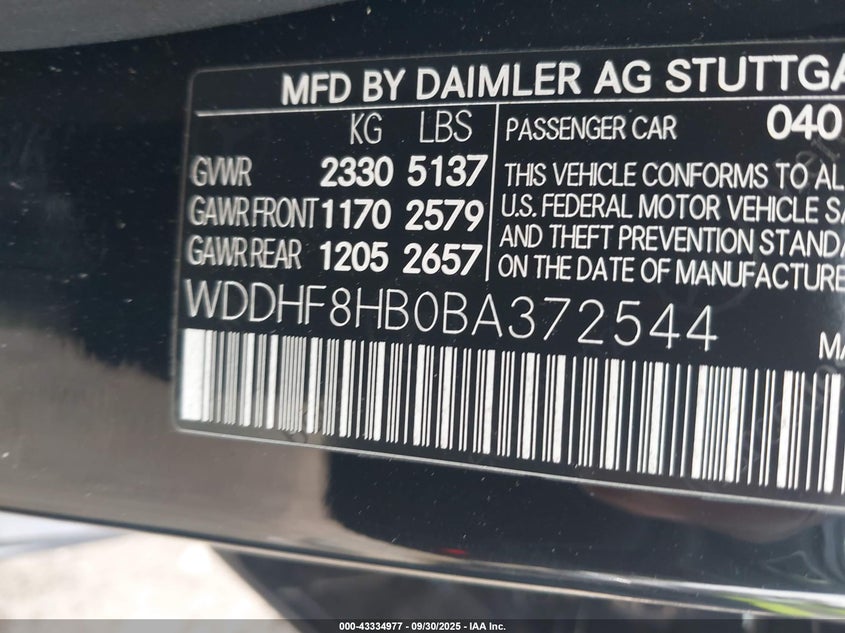 MFD BY DAIMLER AG STUTTGA
KG LBS
GVWR 2330 5137
GAWR FRONT 1170 2579
GAWR REAR 1205 2657
PASSENGER CAR 040
THIS VEHICLE CONFORMS TO AL
U.S. FEDERAL MOTOR VEHICLE SA
AND THEFT PREVENTION STANDA
ON THE DATE OF MANUFACTURE
WDDHF8HB0BA372544
MA
000-43334977 - 09/30/2025 - IAA Inc.